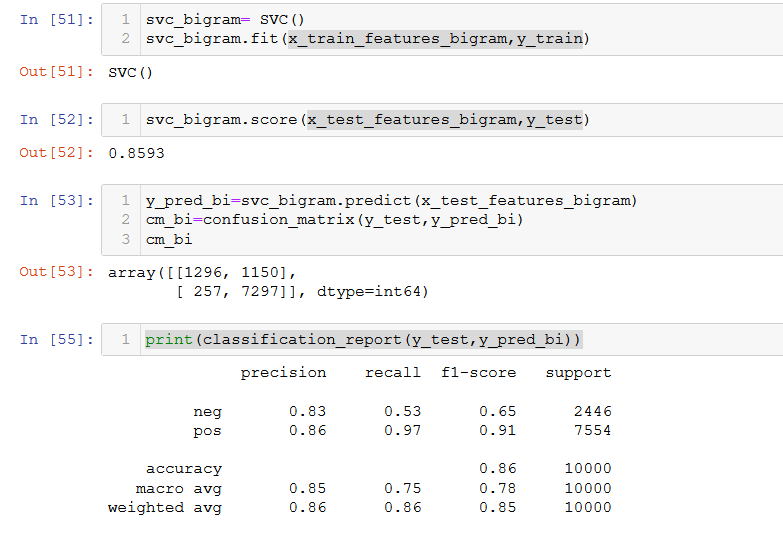 In [51]: 1 svc_bigram= SVC()
2 svc_bigram.fit(x_train_features_bigram,y_train)
Out[51]: SVC()
In [52]: 1 svc_bigram.score(x_test_features_bigram,y_test)
Out[52]: 0.8593
In [53]: 1 y_pred_bi=svc_bigram.predict(x_test_features_bigram)
2 cm_bi=confusion_matrix(y_test,y_pred_bi)
3 cm_bi
Out[53]: array([[1296, 1150],
[ 257, 7297]], dtype=int64)
In [55]: 1 print(classification_report(y_test,y_pred_bi))
precision recall f1-score support
neg 0.83 0.53 0.65 2446
pos 0.86 0.97 0.91 7554
accuracy 0.86 10000
macro avg 0.85 0.75 0.78 10000
weighted avg 0.86 0.86 0.85 10000